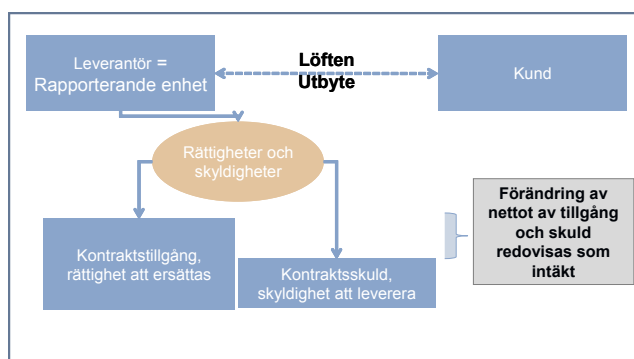 Leverantör =
Rapporterande enhet
Löften
Utbyte
Kund
Rättigheter och
skyldigheter
Förändring av
nettot av tillgång
och skuld
redovisas som
intäkt
Kontraktstillgång,
rättighet att ersättas
Kontraktsskuld,
skyldighet att leverera